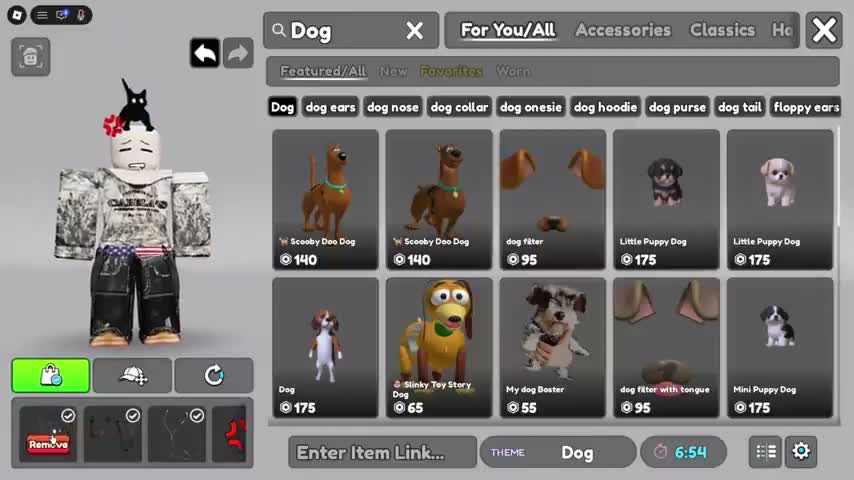 Dog
For You/All
Accessories
Classics
Ha
Featured/All
New
Favorites
Worn
Dog
dog ears
dog nose
dog collar
dog onesie
dog hoodie
dog purse
dog tail
floppy ears
Scooby Doo Dog
140
Scooby Doo Dog
140
dog filter
95
Little Puppy Dog
175
Little Puppy Dog
175
Dog
175
Slinky Toy Story
Dog
65
My dog Boster
55
dog filter with tongue
95
Mini Puppy Dog
175
Remove
Enter Item Link...
THEME
Dog
6:54